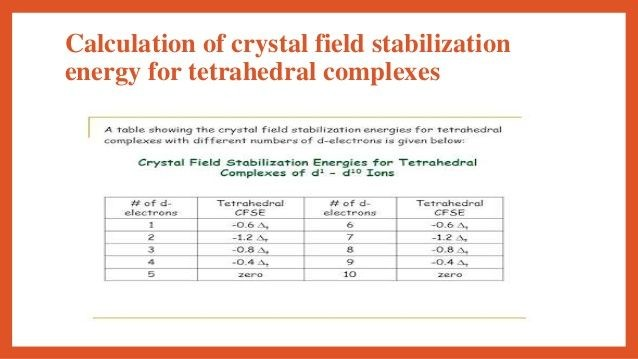 Calculation of crystal field stabilization
energy for tetrahedral complexes
A table showing the crystal field stabilization energies for tetrahedral
complexes with different numbers of d-electrons is given below:
Crystal Field Stabilization Energies for Tetrahedral
Complexes of d¹ - d¹⁰ Ions
# of d-electrons Tetrahedral CFSE # of d-electrons Tetrahedral CFSE
1 -0.6 Δₜ 6 -0.6 Δₜ
2 -1.2 Δₜ 7 -1.2 Δₜ
3 -0.8 Δₜ 8 -0.8 Δₜ
4 -0.4 Δₜ 9 -0.4 Δₜ
5 zero 10 zero